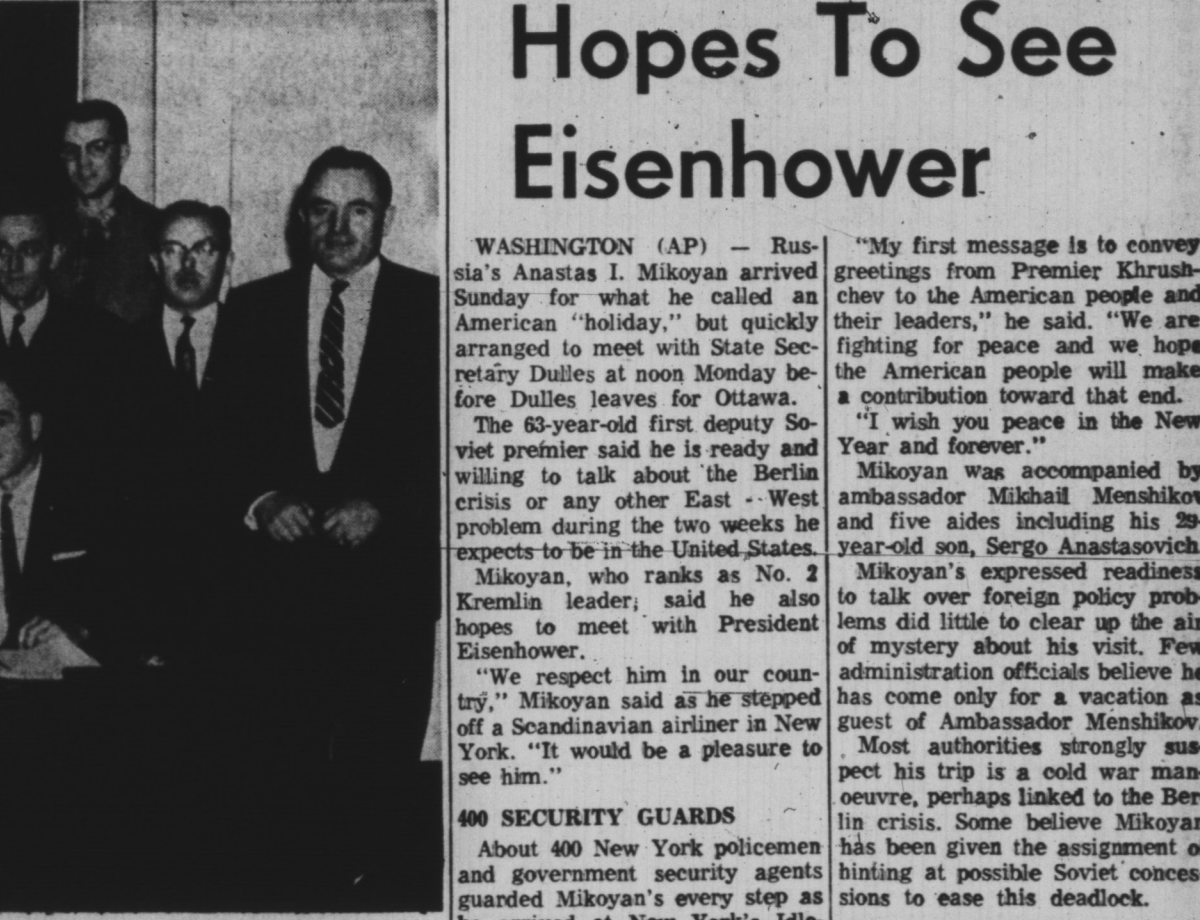 Hopes To See
Eisenhower
WASHINGTON (AP) — Rus-
sia's Anastas I. Mikoyan arrived
Sunday for what he called an
American "holiday," but quickly
arranged to meet with State Sec-
retary Dulles at noon Monday be-
fore Dulles leaves for Ottawa.
The 63-year-old first deputy So-
viet premier said he is ready and
willing to talk about the Berlin
crisis or any other East - West
problem during the two weeks he
expects to be in the United States.
Mikoyan, who ranks as No. 2
Kremlin leader, said he also
hopes to meet with President
Eisenhower.
"We respect him in our coun-
try," Mikoyan said as he stepped
off a Scandinavian airliner in New
York. "It would be a pleasure to
see him."
400 SECURITY GUARDS
About 400 New York policemen
and government security agents
guarded Mikoyan's every step as
he arrived at New York's Idle-
"My first message is to convey
greetings from Premier Khrush-
chev to the American people and
their leaders," he said. "We are
fighting for peace and we hope
the American people will make
a contribution toward that end.
"I wish you peace in the New
Year and forever."
Mikoyan was accompanied by
ambassador Mikhail Menshikov
and five aides including his 29-
year-old son, Sergo Anastasovich.
Mikoyan's expressed readiness
to talk over foreign policy prob-
lems did little to clear up the air
of mystery about his visit. Few
administration officials believe he
has come only for a vacation as
guest of Ambassador Menshikov.
Most authorities strongly sus-
pect his trip is a cold war man-
oeuvre, perhaps linked to the Ber-
lin crisis. Some believe Mikoyan
has been given the assignment of
hinting at possible Soviet conces-
sions to ease this deadlock.